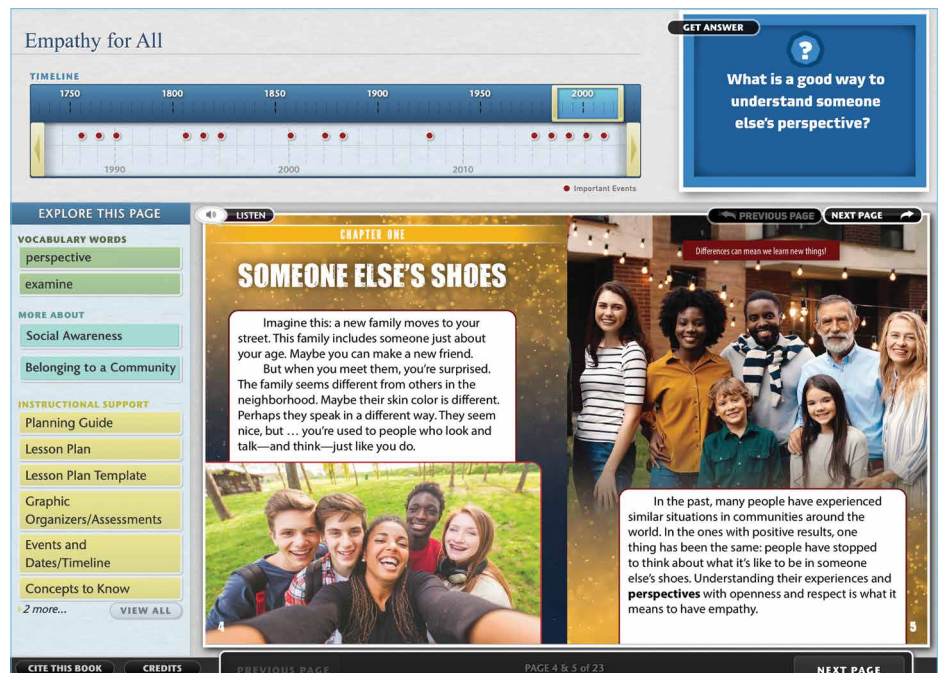 Empathy for All
TIMELINE
1750 1800 1850 1900 1950 2000
1990 2000 2010
Important Events
GET ANSWER
?
What is a good way to
understand someone
else's perspective?
EXPLORE THIS PAGE
VOCABULARY WORDS
perspective
examine
MORE ABOUT
Social Awareness
Belonging to a Community
INSTRUCTIONAL SUPPORT
Planning Guide
Lesson Plan
Lesson Plan Template
Graphic
Organizers/Assessments
Events and
Dates/Timeline
Concepts to Know
2 more... VIEW ALL
CITE THIS BOOK CREDITS
LISTEN
PREVIOUS PAGE NEXT PAGE
CHAPTER ONE
SOMEONE ELSE'S SHOES
Imagine this: a new family moves to your
street. This family includes someone just about
your age. Maybe you can make a new friend.
But when you meet them, you're surprised.
The family seems different from others in the
neighborhood. Maybe their skin color is different.
Perhaps they speak in a different way. They seem
nice, but … you're used to people who look and
talk—and think—just like you do.
4
Differences can mean we learn new things!
In the past, many people have experienced
similar situations in communities around the
world. In the ones with positive results, one
thing has been the same: people have stopped
to think about what it's like to be in someone
else's shoes. Understanding their experiences and
perspectives with openness and respect is what it
means to have empathy.
5
PREVIOUS PAGE PAGE 4 & 5 of 23 NEXT PAGE